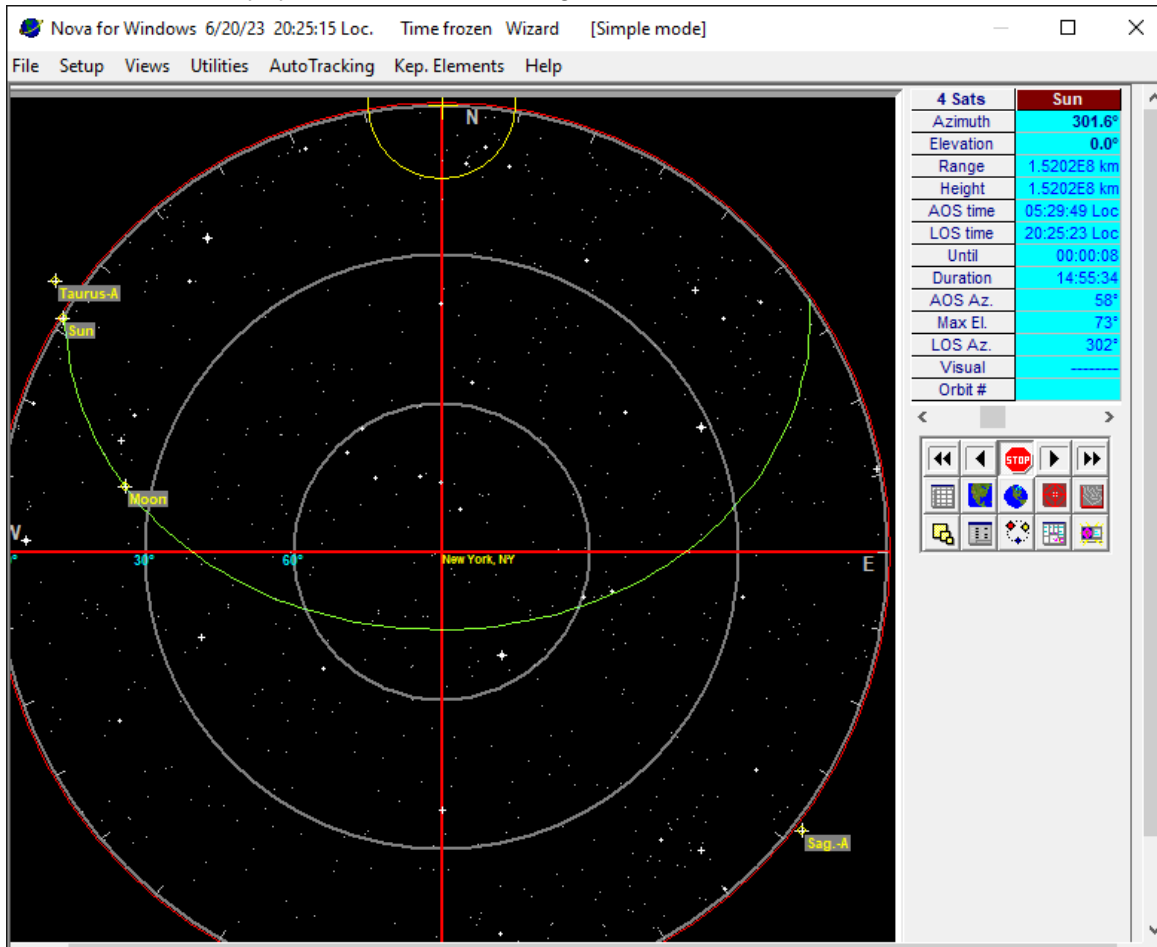 Nova for Windows 6/20/23 20:25:15 Loc. Time frozen Wizard [Simple mode]
File Setup Views Utilities AutoTracking Kep. Elements Help
N
4 Sats Sun
Azimuth 301.6°
Elevation 0.0°
Range 1.5202E8 km
Height 1.5202E8 km
AOS time 05:29:49 Loc
LOS time 20:25:23 Loc
Until 00:00:08
Duration 14:55:34
AOS Az. 58°
Max El. 73°
LOS Az. 302°
Visual --------
Orbit #
Taurus-A
Sun
STOP
Moon
30° 60° New York, NY E
Sag.-A